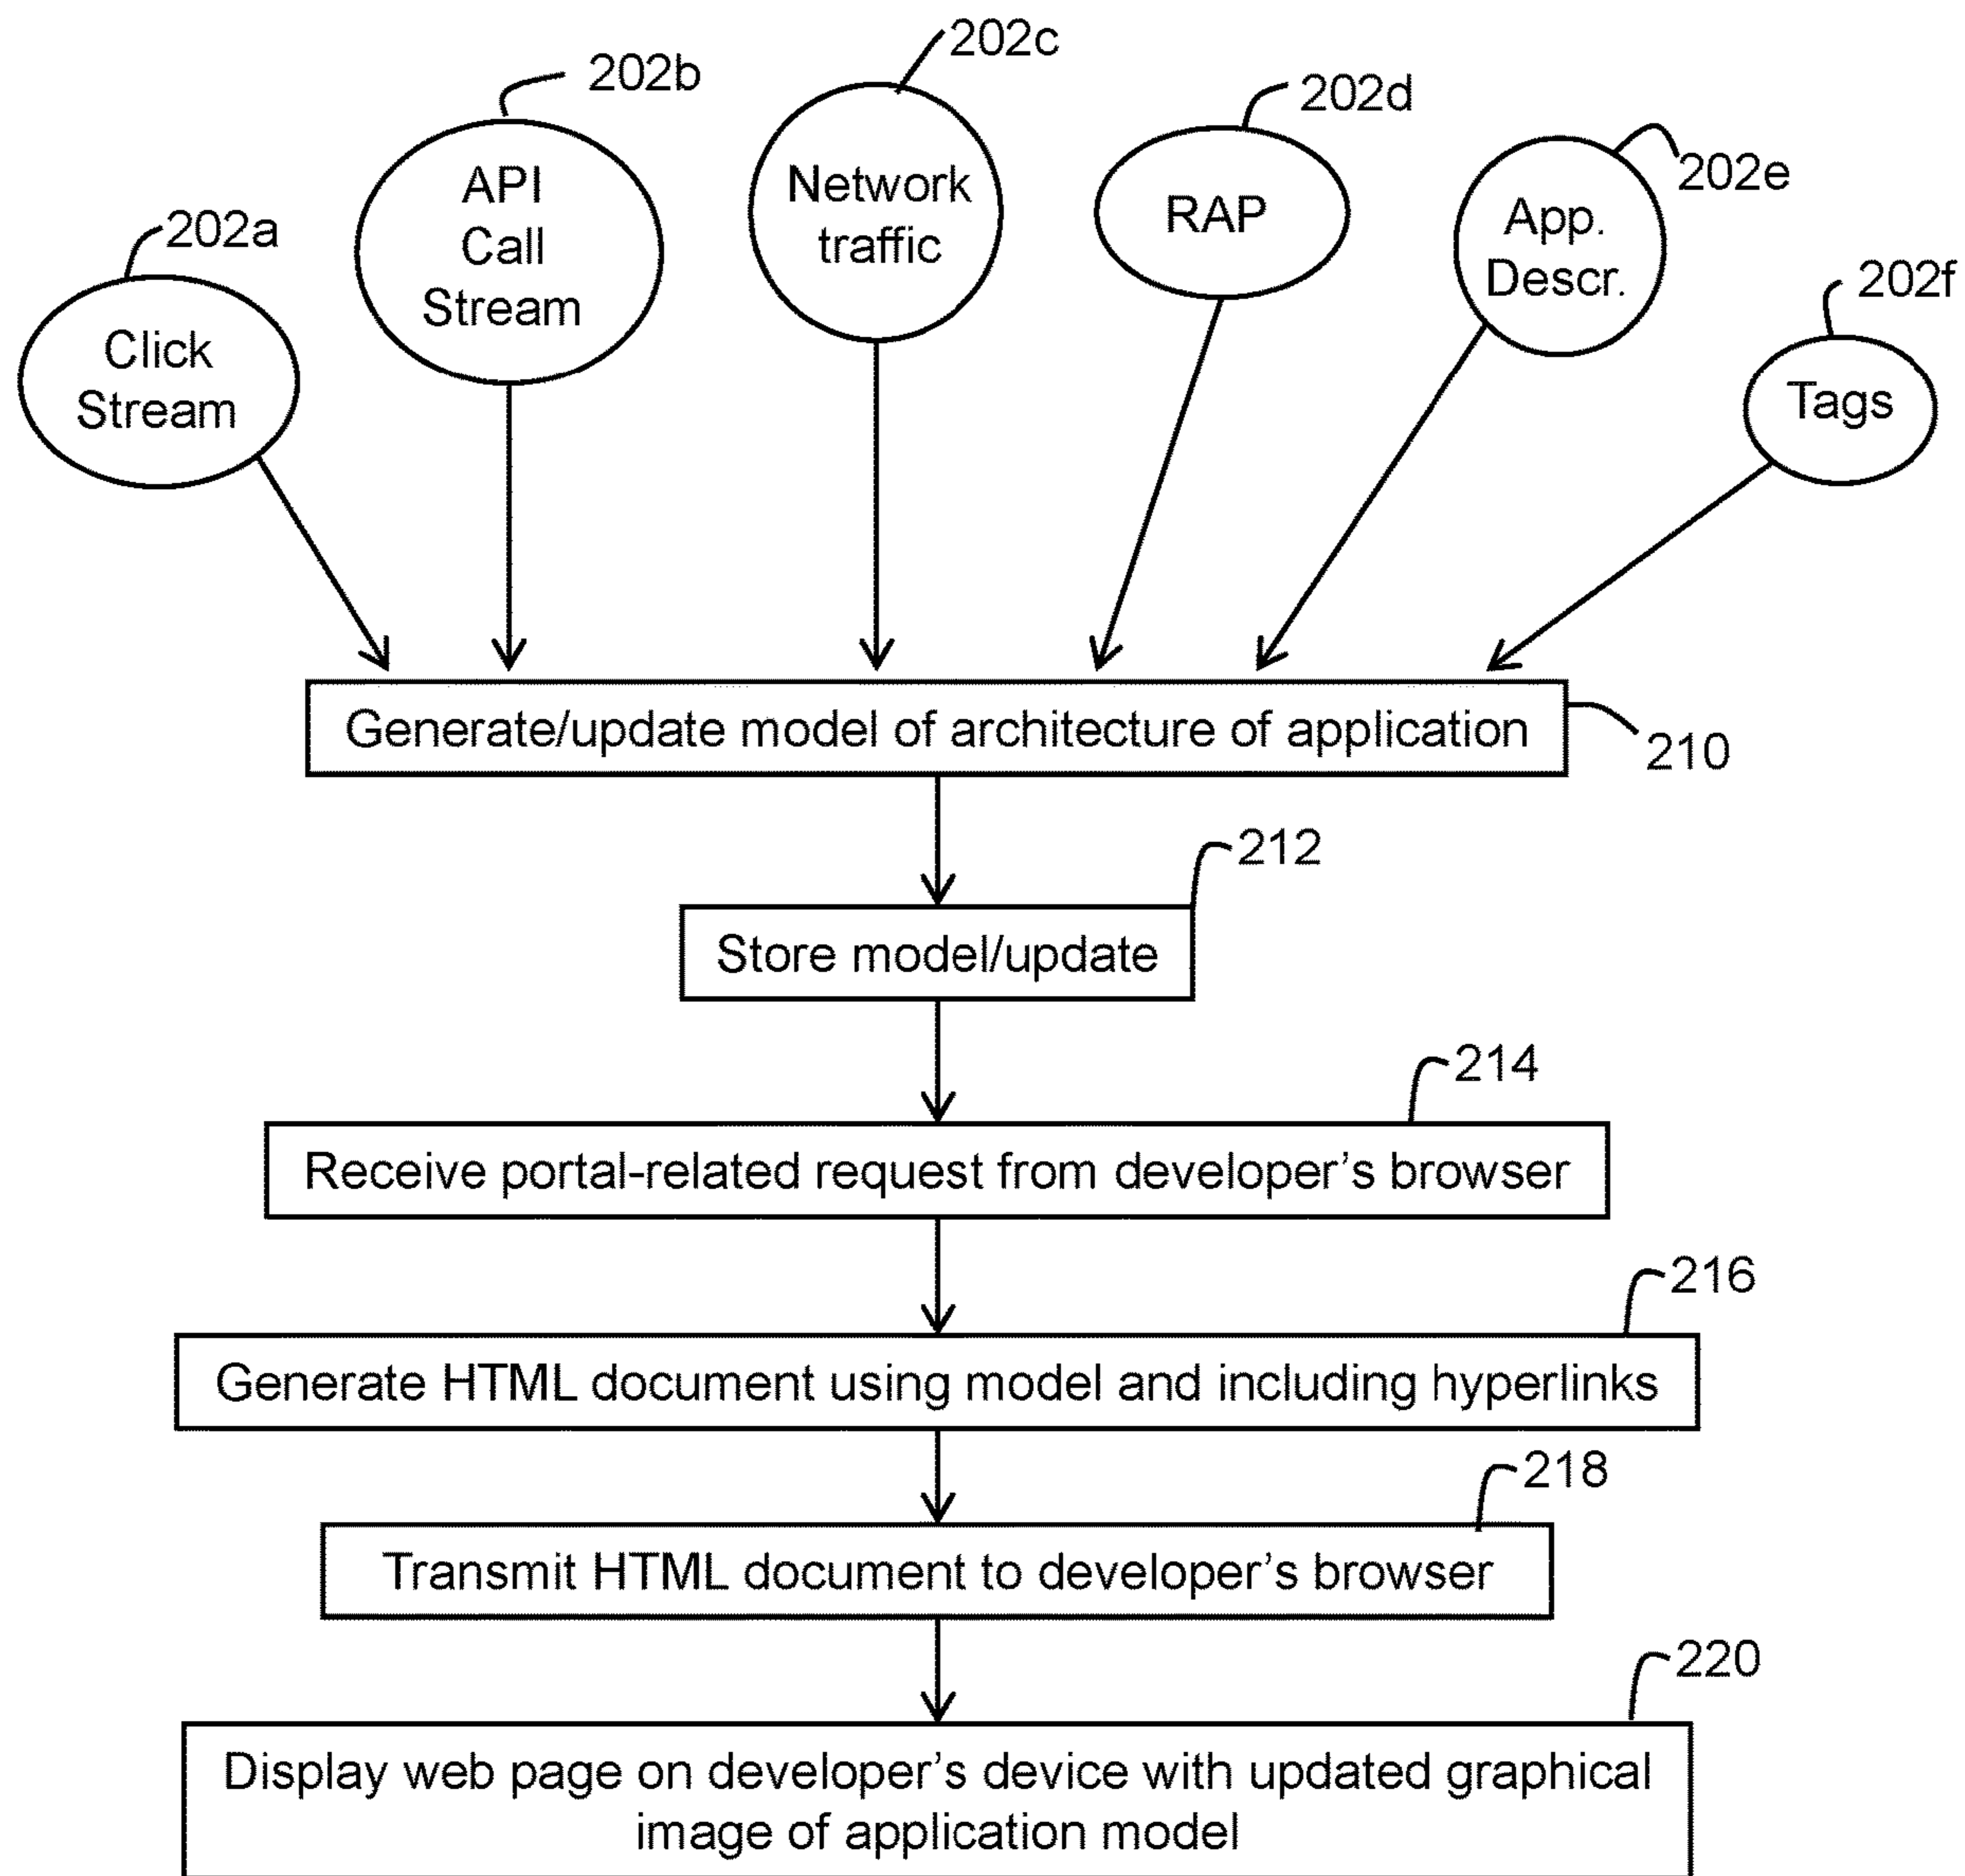 202c
202b
202d
202e
API
Call
Stream
Network
traffic
RAP
App.
Descr.
202a
202f
Click
Stream
Tags
Generate/update model of architecture of application
210
212
Store model/update
214
Receive portal-related request from developer’s browser
216
Generate HTML document using model and including hyperlinks
218
Transmit HTML document to developer’s browser
220
Display web page on developer’s device with updated graphical
image of application model